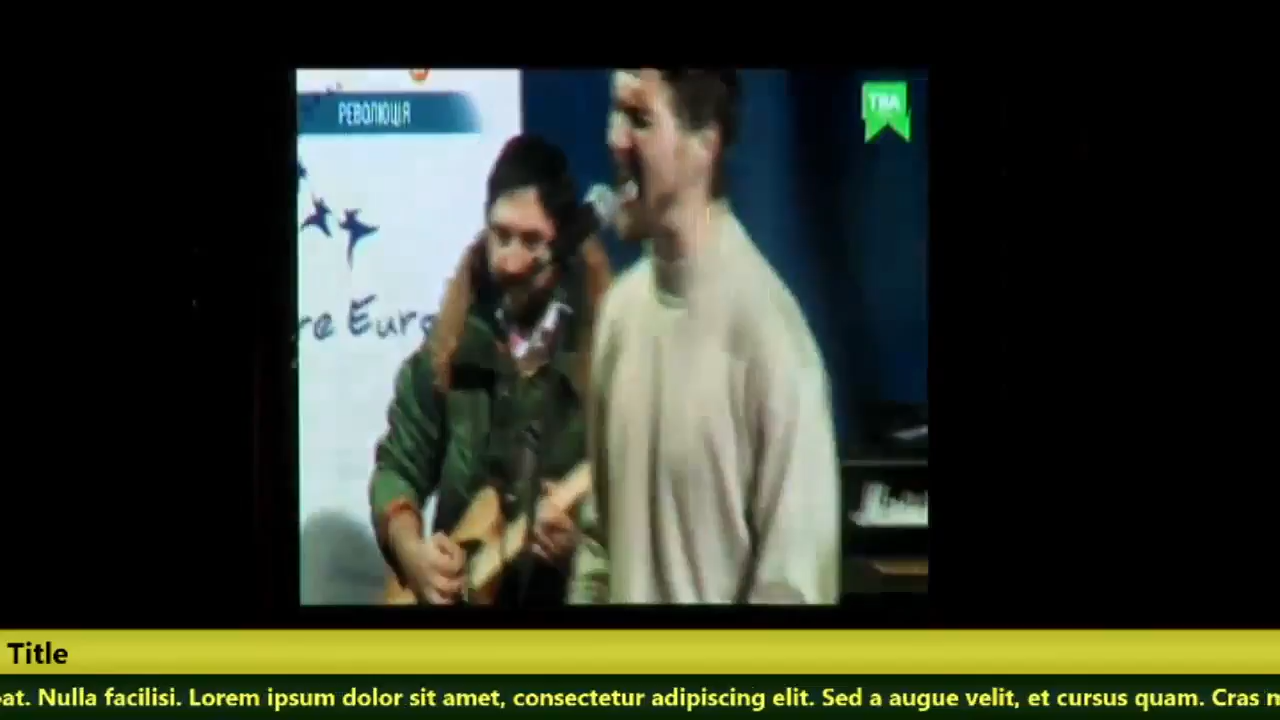 РЕВОЛЮЦІЯ
ТВА
re Euro
Title
at. Nulla facilisi. Lorem ipsum dolor sit amet, consectetur adipiscing elit. Sed a augue velit, et cursus quam. Cras